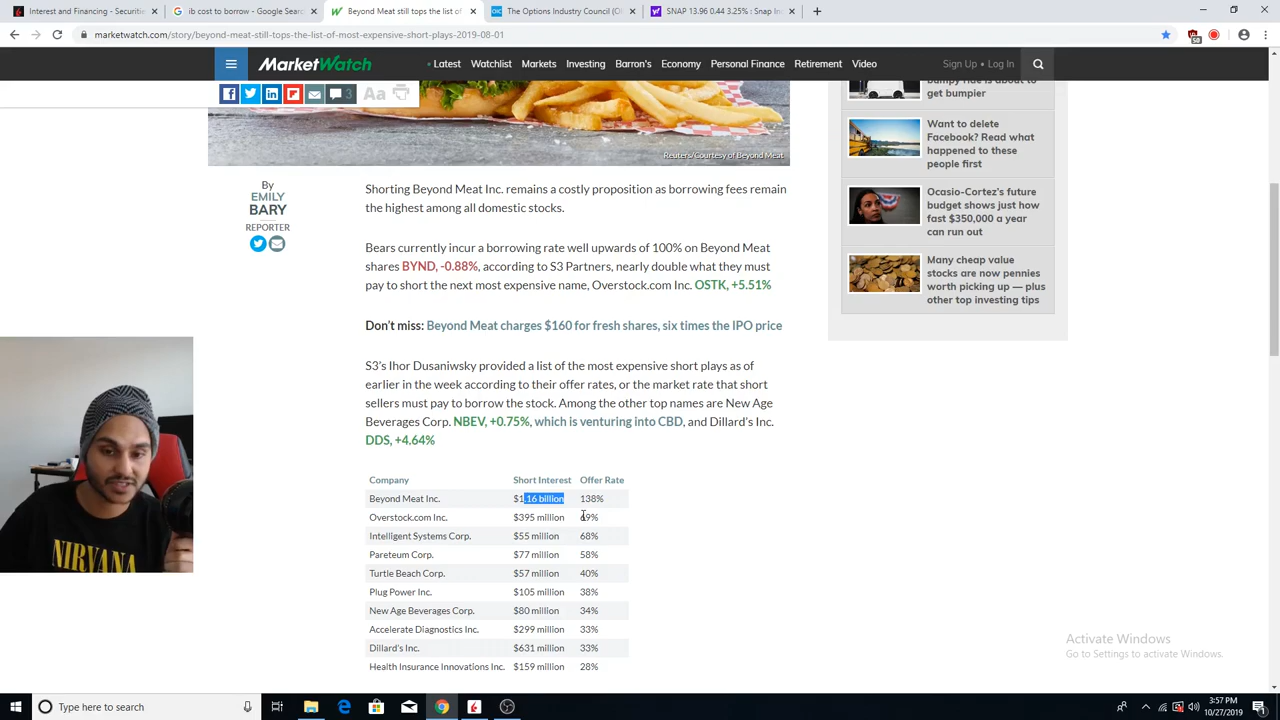 Interest and Financing - Securiti
ib cost to borrow - Google Searc
Beyond Meat still tops the list of
The Options Industry Council (O
SNAP 13.96 0.44 3.25% : Snap In
marketwatch.com/story/beyond-meat-still-tops-the-list-of-most-expensive-short-plays-2019-08-01
MarketWatch
Latest Watchlist Markets Investing Barron's Economy Personal Finance Retirement Video
Sign Up • Log In
3
Aa
Reuters/Courtesy of Beyond Meat
By
EMILY
BARY
REPORTER
Shorting Beyond Meat Inc. remains a costly proposition as borrowing fees remain
the highest among all domestic stocks.
Bears currently incur a borrowing rate well upwards of 100% on Beyond Meat
shares BYND, -0.88%, according to S3 Partners, nearly double what they must
pay to short the next most expensive name, Overstock.com Inc. OSTK, +5.51%
Don't miss: Beyond Meat charges $160 for fresh shares, six times the IPO price
S3's Ihor Dusaniwsky provided a list of the most expensive short plays as of
earlier in the week according to their offer rates, or the market rate that short
sellers must pay to borrow the stock. Among the other top names are New Age
Beverages Corp. NBEV, +0.75%, which is venturing into CBD, and Dillard's Inc.
DDS, +4.64%
Company Short Interest Offer Rate
Beyond Meat Inc. $1.16 billion 138%
Overstock.com Inc. $395 million 69%
Intelligent Systems Corp. $55 million 68%
Pareteum Corp. $77 million 58%
Turtle Beach Corp. $57 million 40%
Plug Power Inc. $105 million 38%
New Age Beverages Corp. $80 million 34%
Accelerate Diagnostics Inc. $299 million 33%
Dillard's Inc. $631 million 33%
Health Insurance Innovations Inc. $159 million 28%
bumpy ride is about to
get bumpier
Want to delete
Facebook? Read what
happened to these
people first
Ocasio-Cortez's future
budget shows just how
fast $350,000 a year
can run out
Many cheap value
stocks are now pennies
worth picking up — plus
other top investing tips
NIRVANA
Activate Windows
Go to Settings to activate Windows.
Type here to search
3:57 PM
10/27/2019